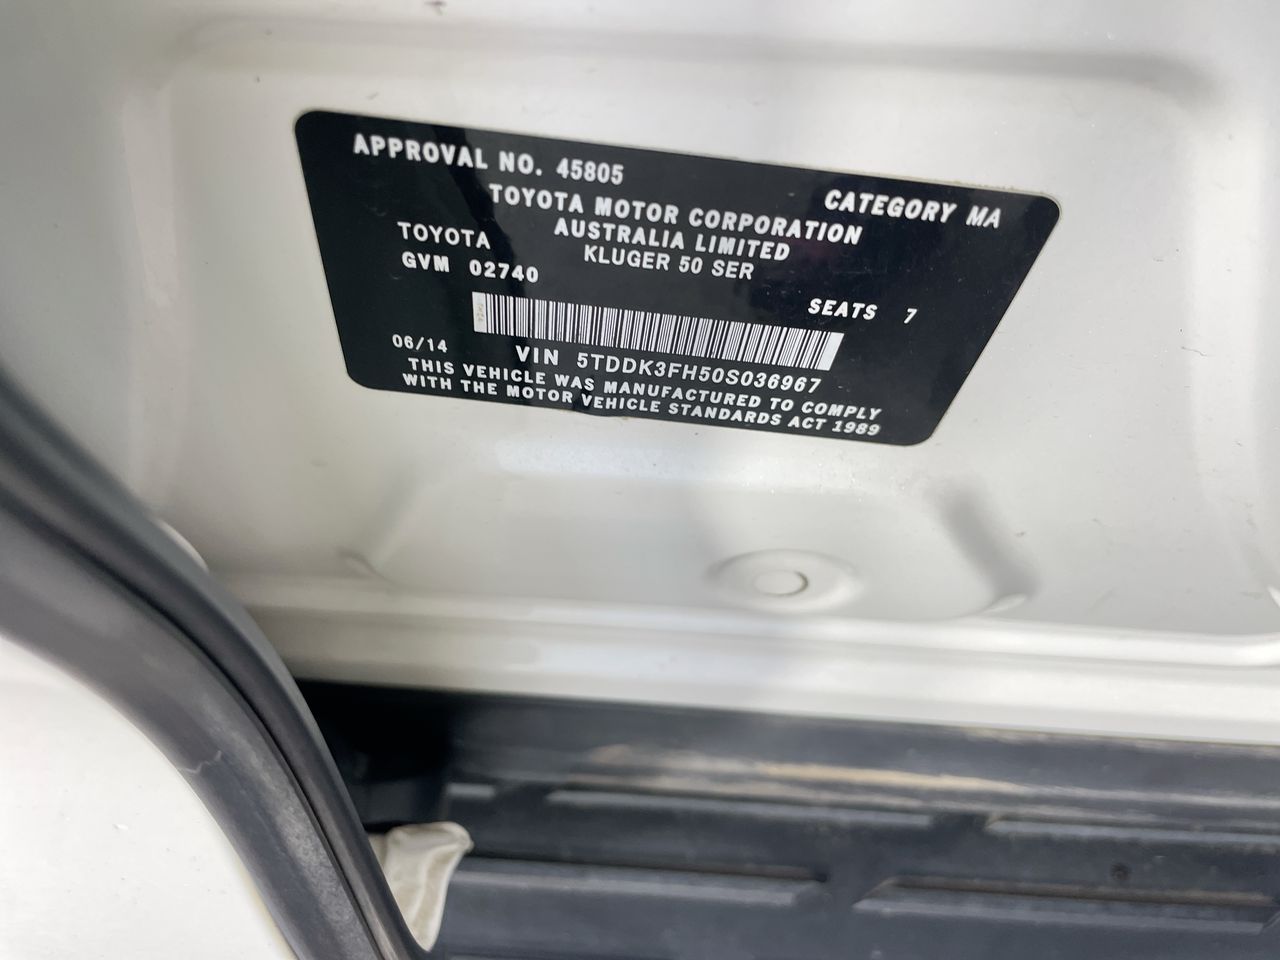 APPROVAL NO. 45805
CATEGORY MA
TOYOTA MOTOR CORPORATION
AUSTRALIA LIMITED
TOYOTA
KLUGER 50 SER
GVM 02740
SEATS 7
06/14
VIN 5TDDK3FH50S036967
THIS VEHICLE WAS MANUFACTURED TO COMPLY
WITH THE MOTOR VEHICLE STANDARDS ACT 1989